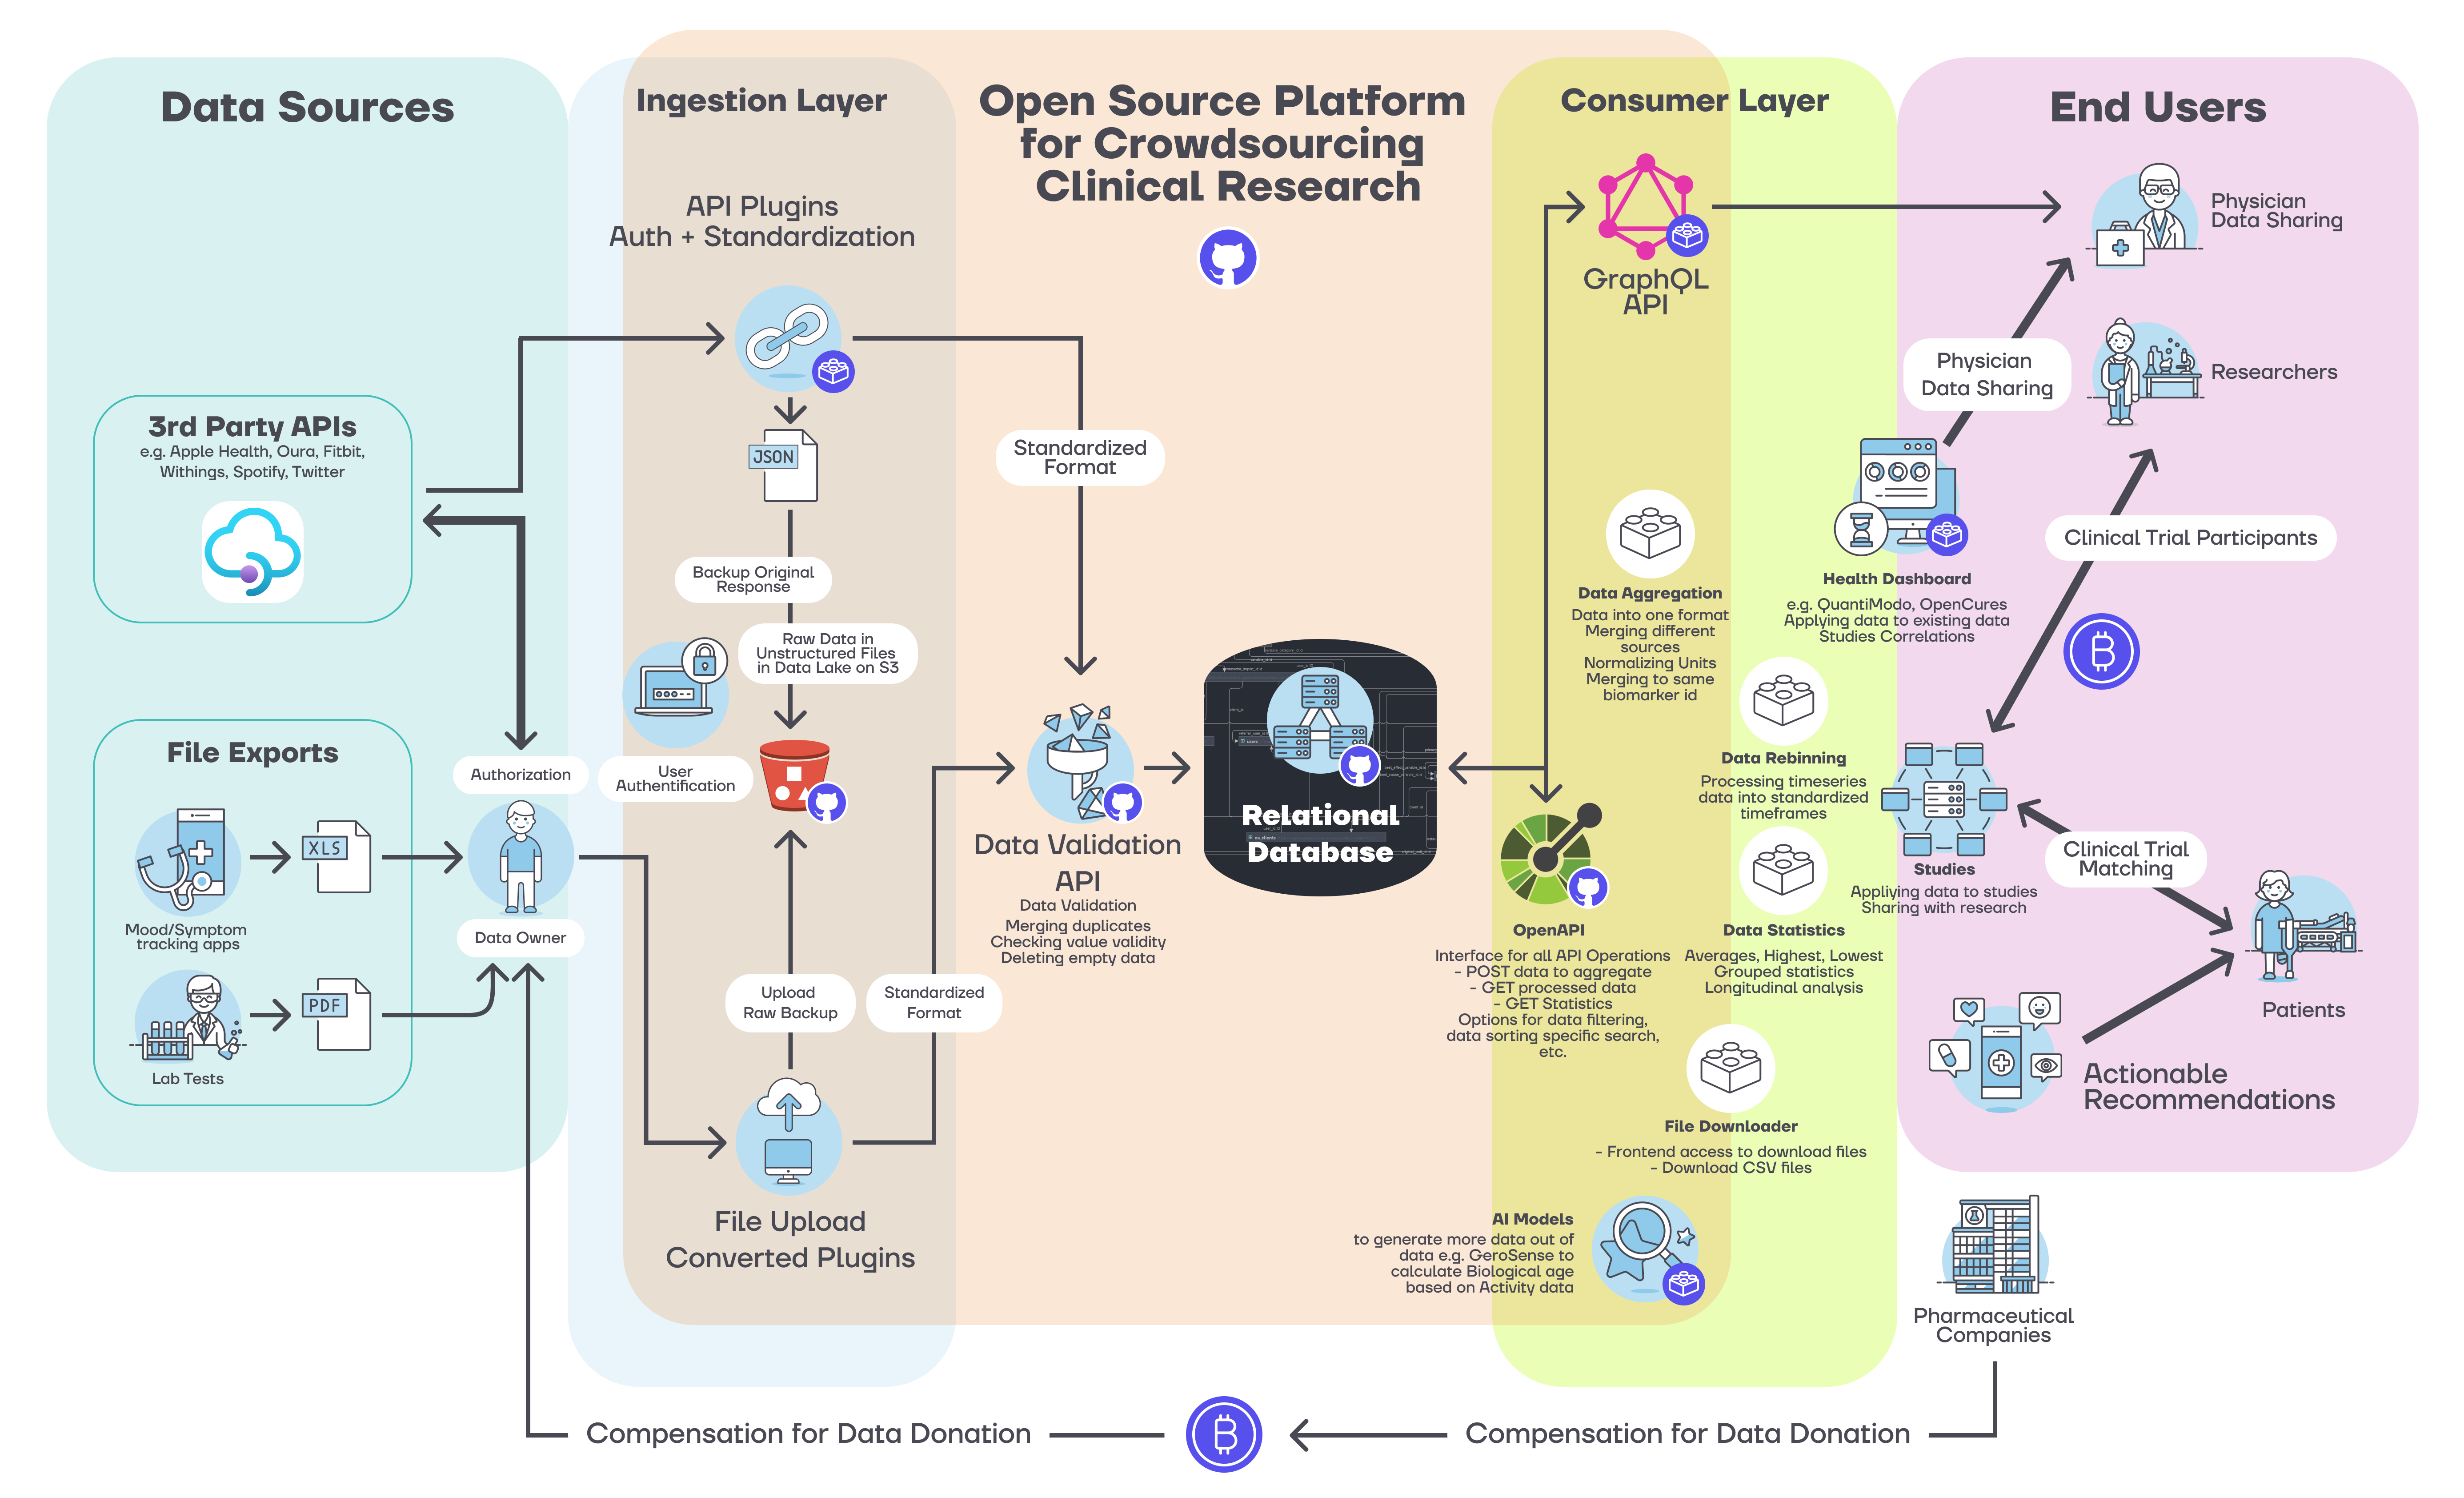 Data Sources
3rd Party APIs
e.g. Apple Health, Oura, Fitbit,
Withings, Spotify, Twitter
File Exports
XLS
Mood/Symptom
tracking apps
PDF
Lab Tests
Authorization
Data Owner
Ingestion Layer
API Plugins
Auth + Standardization
JSON
Backup Original
Response
Raw Data in
Unstructured Files
in Data Lake on S3
User
Authentification
Upload
Raw Backup
Standardized
Format
File Upload
Converted Plugins
Open Source Platform
for Crowdsourcing
Clinical Research
Standardized
Format
Data Validation
API
Data Validation
Merging duplicates
Checking value validity
Deleting empty data
Relational
Database
Consumer Layer
GraphQL
API
Data Aggregation
Data into one format
Merging different
sources
Normalizing Units
Merging to same
biomarker id
Health Dashboard
e.g. QuantiModo, OpenCures
Applying data to existing data
Studies Correlations
Data Rebinning
Processing timeseries
data into standardized
timeframes
OpenAPI
Interface for all API Operations
- POST data to aggregate
- GET processed data
- GET Statistics
Options for data filtering,
data sorting specific search,
etc.
Data Statistics
Averages, Highest, Lowest
Grouped statistics
Longitudinal analysis
Studies
Appliying data to studies
Sharing with research
File Downloader
- Frontend access to download files
- Download CSV files
AI Models
to generate more data out of
data e.g. GeroSense to
calculate Biological age
based on Activity data
End Users
Physician
Data Sharing
Researchers
Physician
Data Sharing
Clinical Trial Participants
Clinical Trial
Matching
Patients
Actionable
Recommendations
Pharmaceutical
Companies
Compensation for Data Donation
Compensation for Data Donation